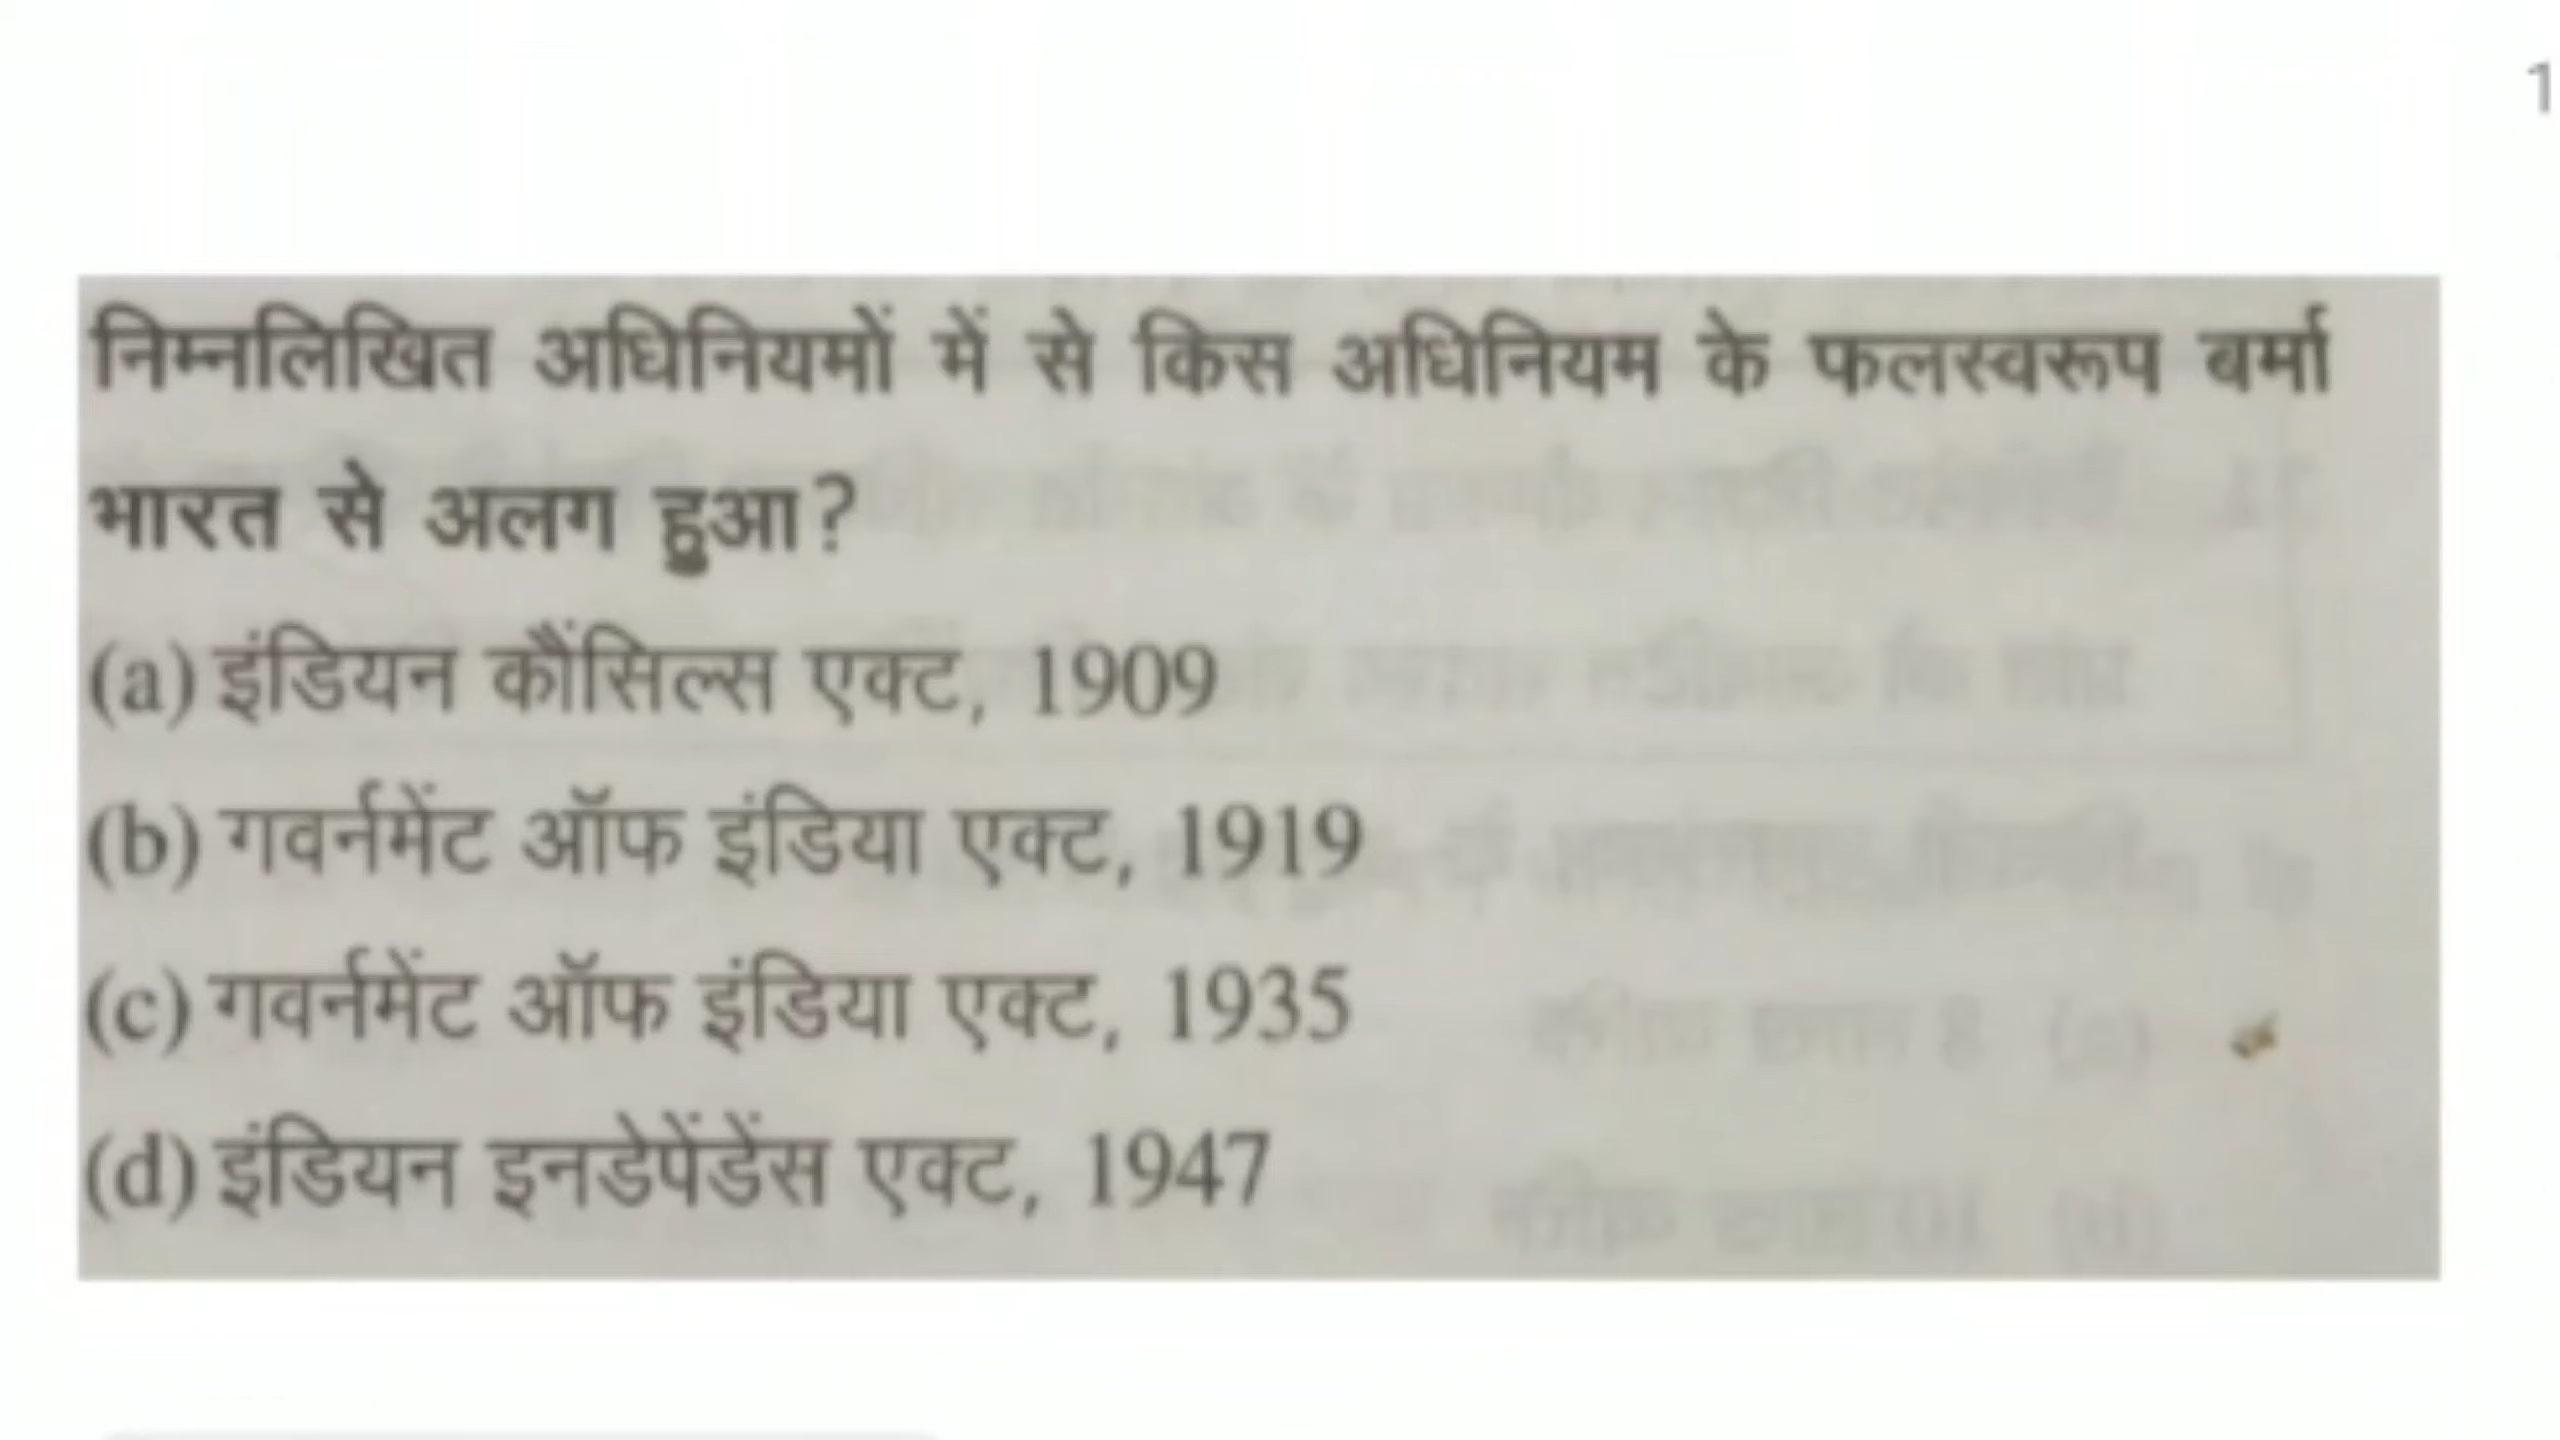 1
निम्नलिखित अधिनियमों में से किस अधिनियम के फलस्वरूप बर्मा
भारत से अलग हुआ?
(a) इंडियन कौंसिल्स एक्ट, 1909
(b) गवर्नमेंट ऑफ इंडिया एक्ट, 1919
(c) गवर्नमेंट ऑफ इंडिया एक्ट, 1935
(d) इंडियन इनडेपेंडेंस एक्ट, 1947